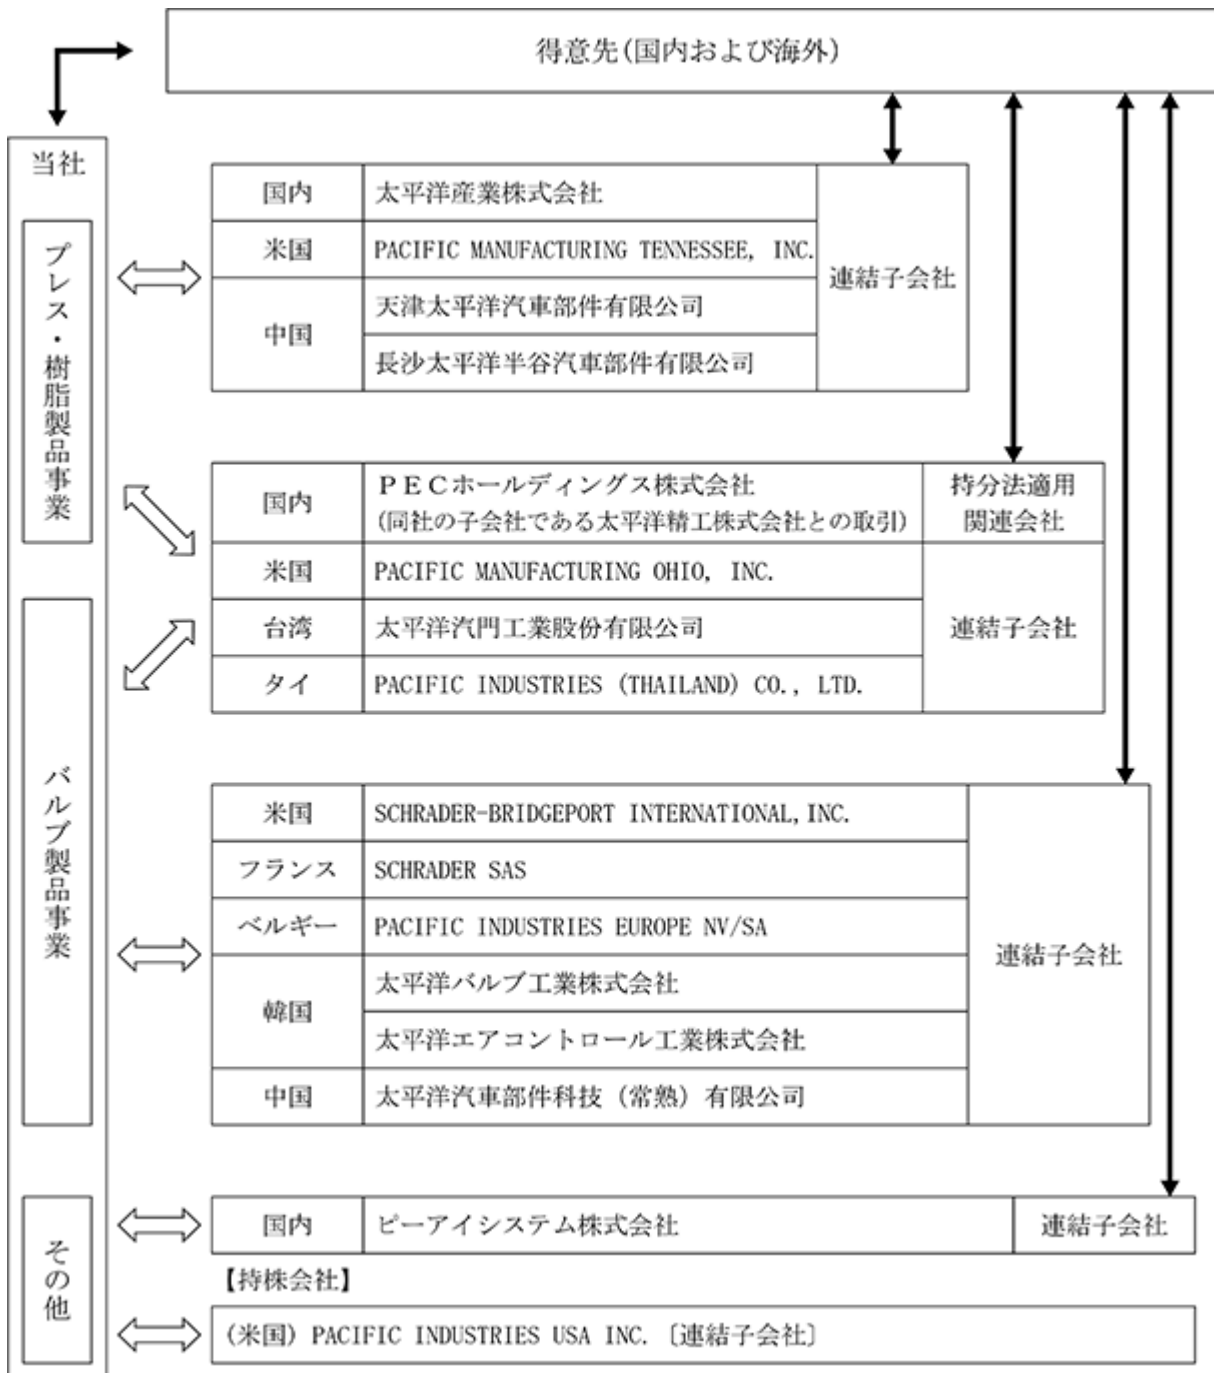 得意先(国内および海外)
当社
プレス・樹脂製品事業
国内 太平洋産業株式会社
米国 PACIFIC MANUFACTURING TENNESSEE, INC.
中国 天津太平洋汽車部件有限公司
長沙太平洋半谷汽車部件有限公司
連結子会社
国内 PECホールディングス株式会社
(同社の子会社である太平洋精工株式会社との取引)
持分法適用
関連会社
米国 PACIFIC MANUFACTURING OHIO, INC.
台湾 太平洋汽門工業股份有限公司
タイ PACIFIC INDUSTRIES (THAILAND) CO., LTD.
連結子会社
バルブ製品事業
米国 SCHRADER-BRIDGEPORT INTERNATIONAL,INC.
フランス SCHRADER SAS
ベルギー PACIFIC INDUSTRIES EUROPE NV/SA
韓国 太平洋バルブ工業株式会社
太平洋エアコントロール工業株式会社
中国 太平洋汽車部件科技（常熟）有限公司
連結子会社
その他
国内 ピーアイシステム株式会社 連結子会社
【持株会社】
(米国) PACIFIC INDUSTRIES USA INC.〔連結子会社〕